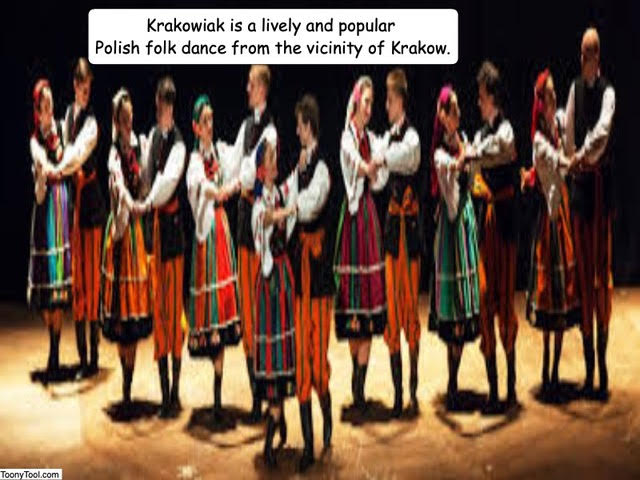 Krakowiak is a lively and popular
Polish folk dance from the vicinity of Krakow.
ToonyTool.com